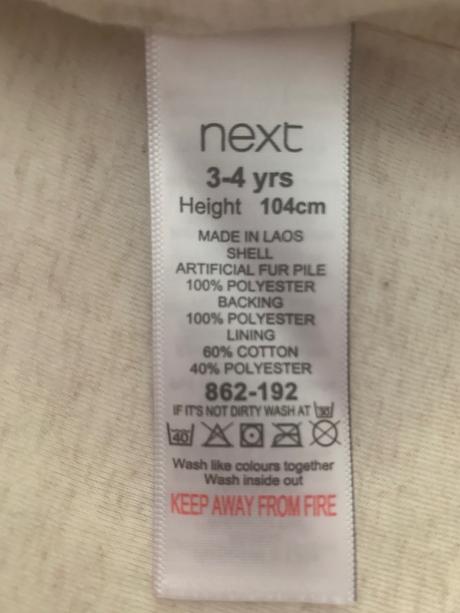 next
3-4 yrs
Height 104cm
MADE IN LAOS
SHELL
ARTIFICIAL FUR PILE
100% POLYESTER
BACKING
100% POLYESTER
LINING
60% COTTON
40% POLYESTER
862-192
IF IT'S NOT DIRTY WASH AT 30
40
Wash like colours together
Wash inside out
KEEP AWAY FROM FIRE